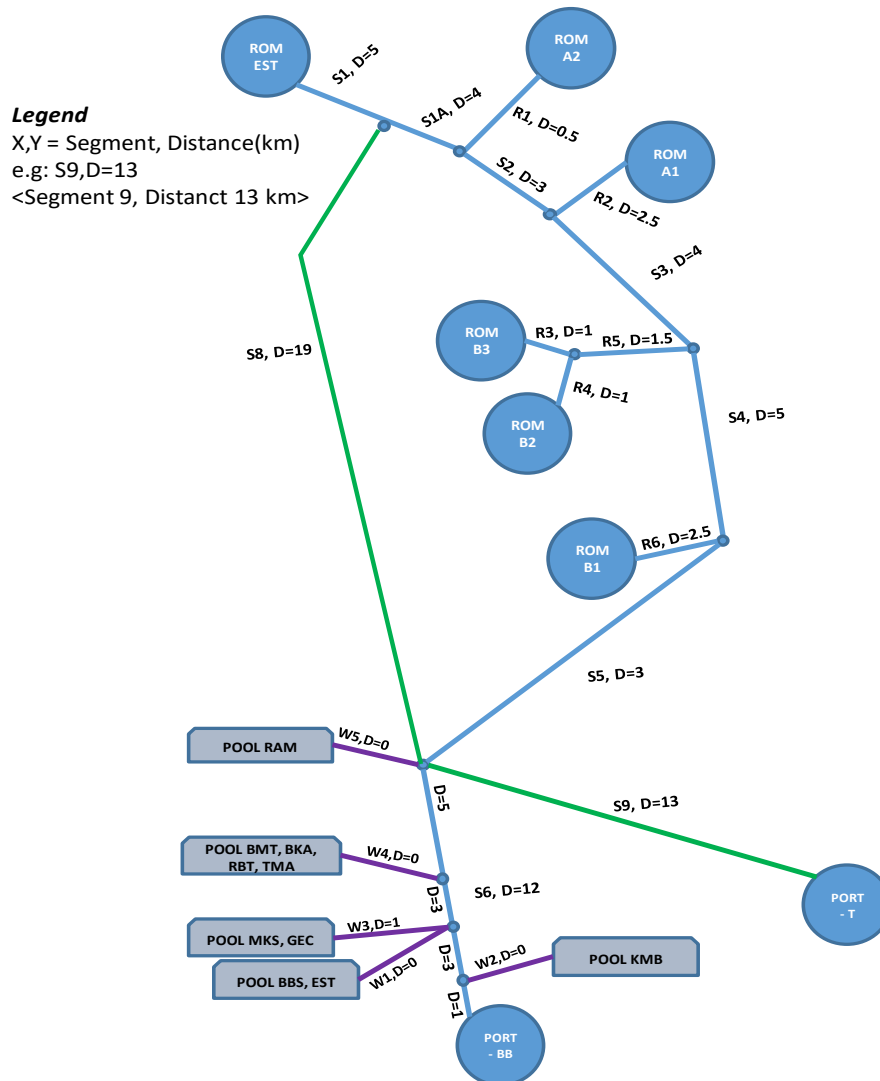 ROM
EST
S1, D=5
ROM
A2
S1A, D=4
R1, D=0.5
Legend
X,Y = Segment, Distance(km)
e.g: S9,D=13
<Segment 9, Distanct 13 km>
S2, D=3
ROM
A1
R2, D=2.5
S3, D=4
S8, D=19
ROM
B3
R3, D=1
R5, D=1.5
R4, D=1
ROM
B2
S4, D=5
ROM
B1
R6, D=2.5
S5, D=3
POOL RAM
W5,D=0
D=5
S9, D=13
POOL BMT, BKA,
RBT, TMA
W4,D=0
D=3
S6, D=12
PORT
- T
POOL MKS, GEC
W3,D=1
POOL BBS, EST
W1,D=0
D=3
W2,D=0
POOL KMB
D=1
PORT
- BB